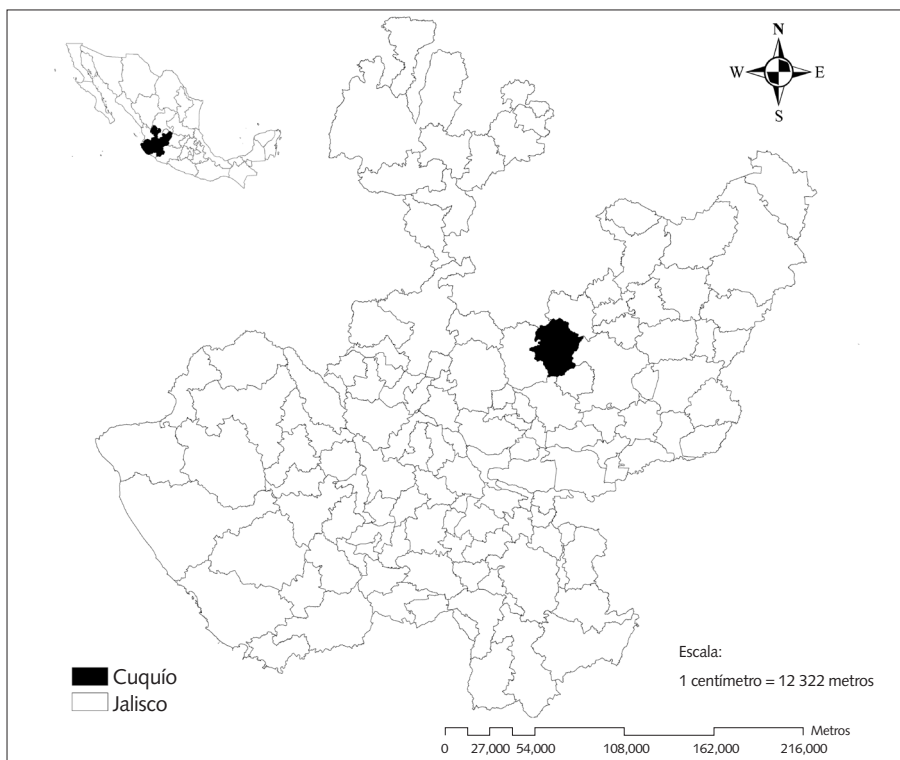 N
W E
S
Escala:
1 centímetro = 12 322 metros
Cuquío
Jalisco
Metros
0 27,000 54,000 108,000 162,000 216,000